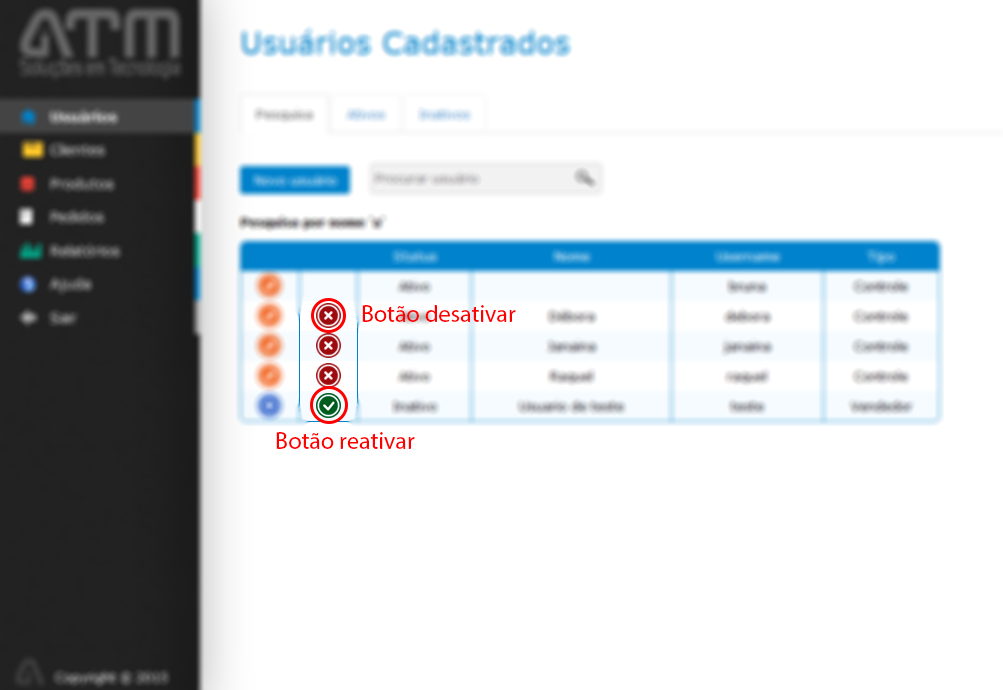 ATM
Soluções em Tecnologia
Usuários Cadastrados
Usuários
Clientes
Produtos
Pedidos
Relatórios
Ajuda
Sair
Pesquisa
Ativos
Inativos
Novo usuário
Procurar usuário
Pesquisa por nome 'a'
Status Nome Username Tipo
Ativo bruna Controle
Débora debora Controle
Botão desativar
Ativo Janaina janaina Controle
Ativo Raquel raquel Controle
Inativo Usuario de teste teste Vendedor
Botão reativar
Copyright © 2015